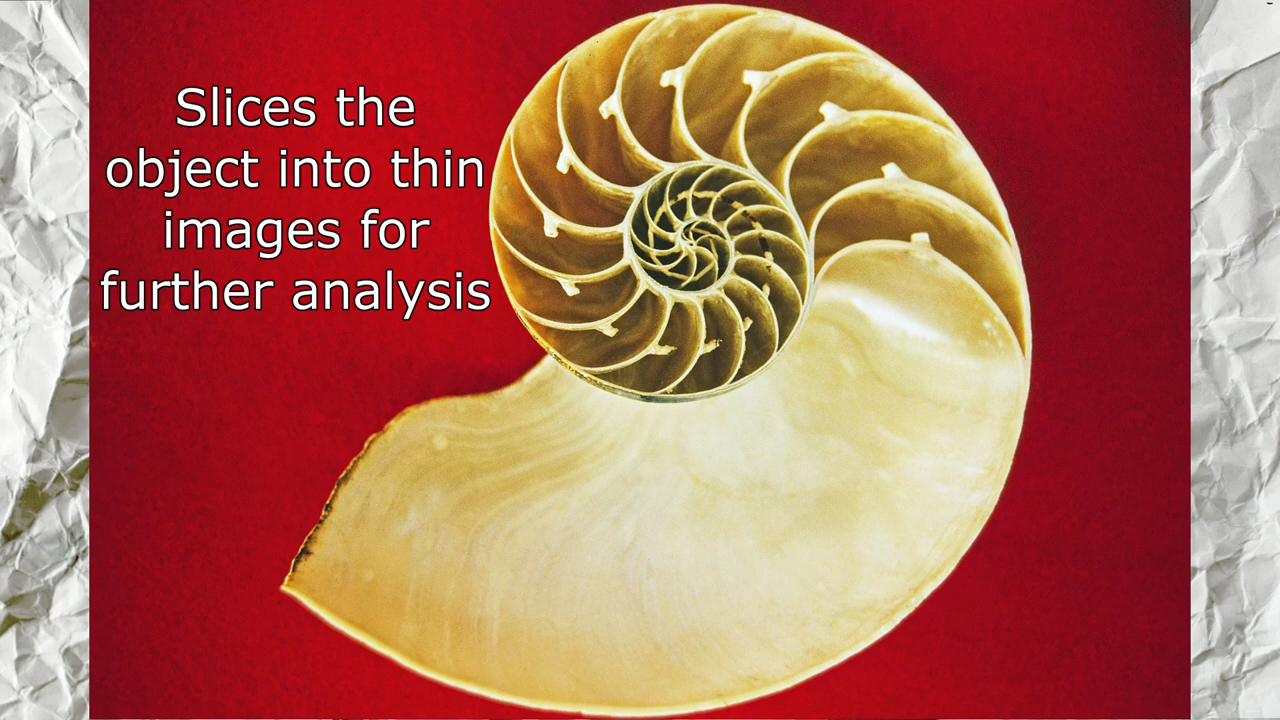 Slices the
object into thin
images for
further analysis